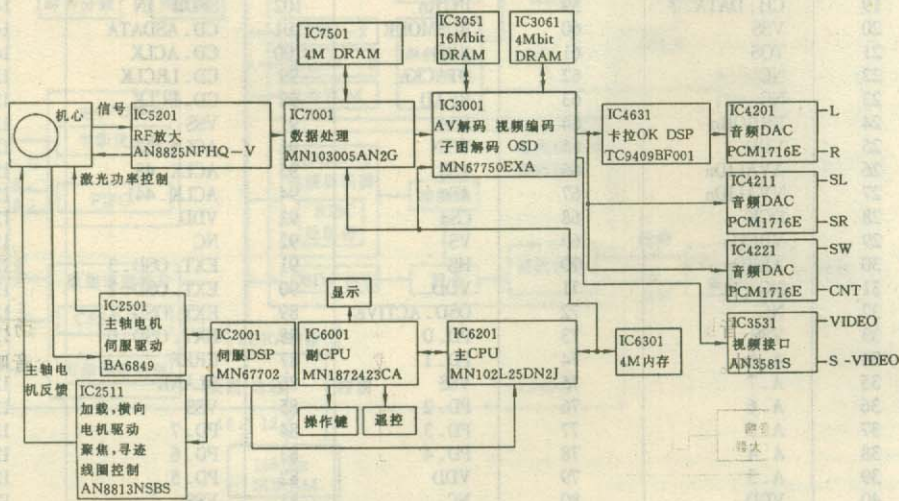 IC7501
4M DRAM
IC3051
16Mbit
DRAM
IC3061
4Mbit
DRAM
机心
信号
IC5201
RF放大
AN8825NFHQ-V
激光功率控制
IC7001
数据处理
MN103005AN2G
IC3001
AV解码 视频编码
子图解码 OSD
MN67750EXA
IC4631
卡拉OK DSP
TC9409BF001
IC4201
音频DAC
PCM1716E
L
R
IC4211
音频DAC
PCM1716E
SL
SR
IC4221
音频DAC
PCM1716E
SW
CNT
IC3531
视频接口
AN3581S
VIDEO
S-VIDEO
显示
IC2501
主轴电机
伺服驱动
BA6849
IC2001
伺服DSP
MN67702
IC6001
副CPU
MN1872423CA
IC6201
主CPU
MN102L25DN2J
IC6301
4M内存
主轴电
机反馈
IC2511
加载,横向
电机驱动
聚焦,寻迹
线圈控制
AN8813NSBS
操作键
遥控